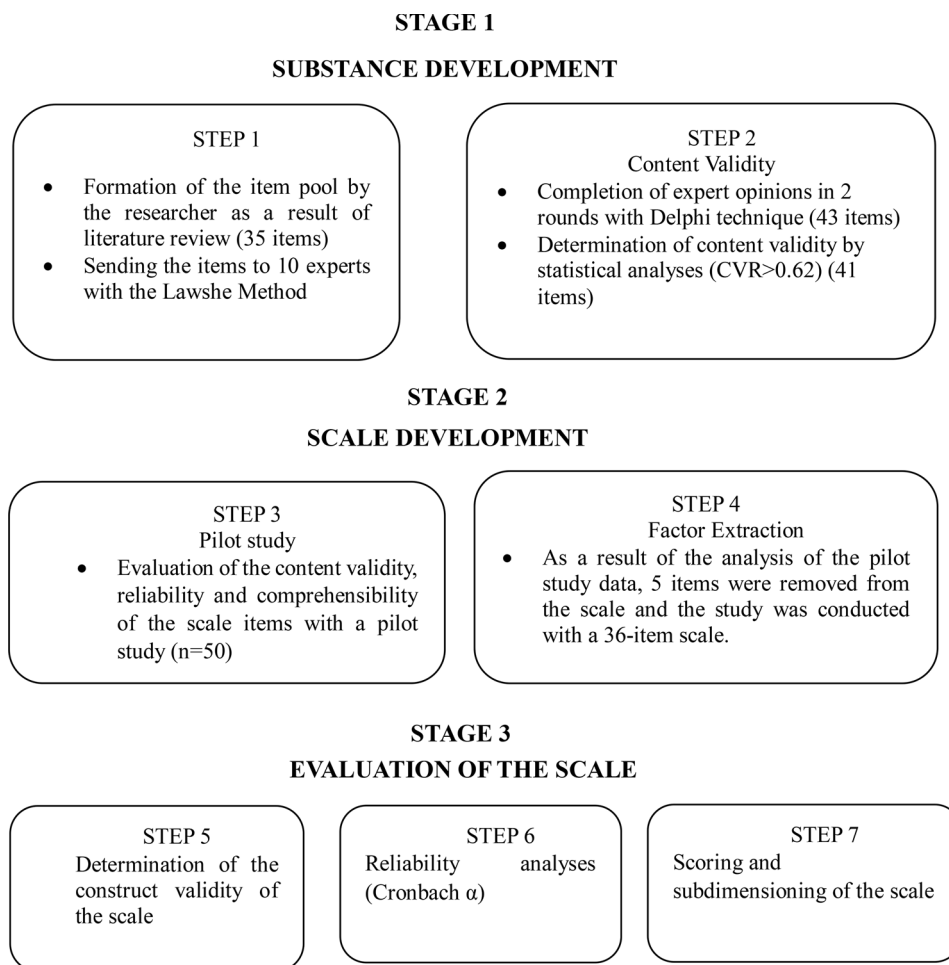 STAGE 1
SUBSTANCE DEVELOPMENT
STEP 1
• Formation of the item pool by
the researcher as a result of
literature review (35 items)
• Sending the items to 10 experts
with the Lawshe Method
STEP 2
Content Validity
• Completion of expert opinions in 2
rounds with Delphi technique (43 items)
• Determination of content validity by
statistical analyses (CVR>0.62) (41
items)
STAGE 2
SCALE DEVELOPMENT
STEP 3
Pilot study
• Evaluation of the content validity,
reliability and comprehensibility
of the scale items with a pilot
study (n=50)
STEP 4
Factor Extraction
• As a result of the analysis of the pilot
study data, 5 items were removed from
the scale and the study was conducted
with a 36-item scale.
STAGE 3
EVALUATION OF THE SCALE
STEP 5
Determination of the
construct validity of
the scale
STEP 6
Reliability analyses
(Cronbach α)
STEP 7
Scoring and
subdimensioning of the scale